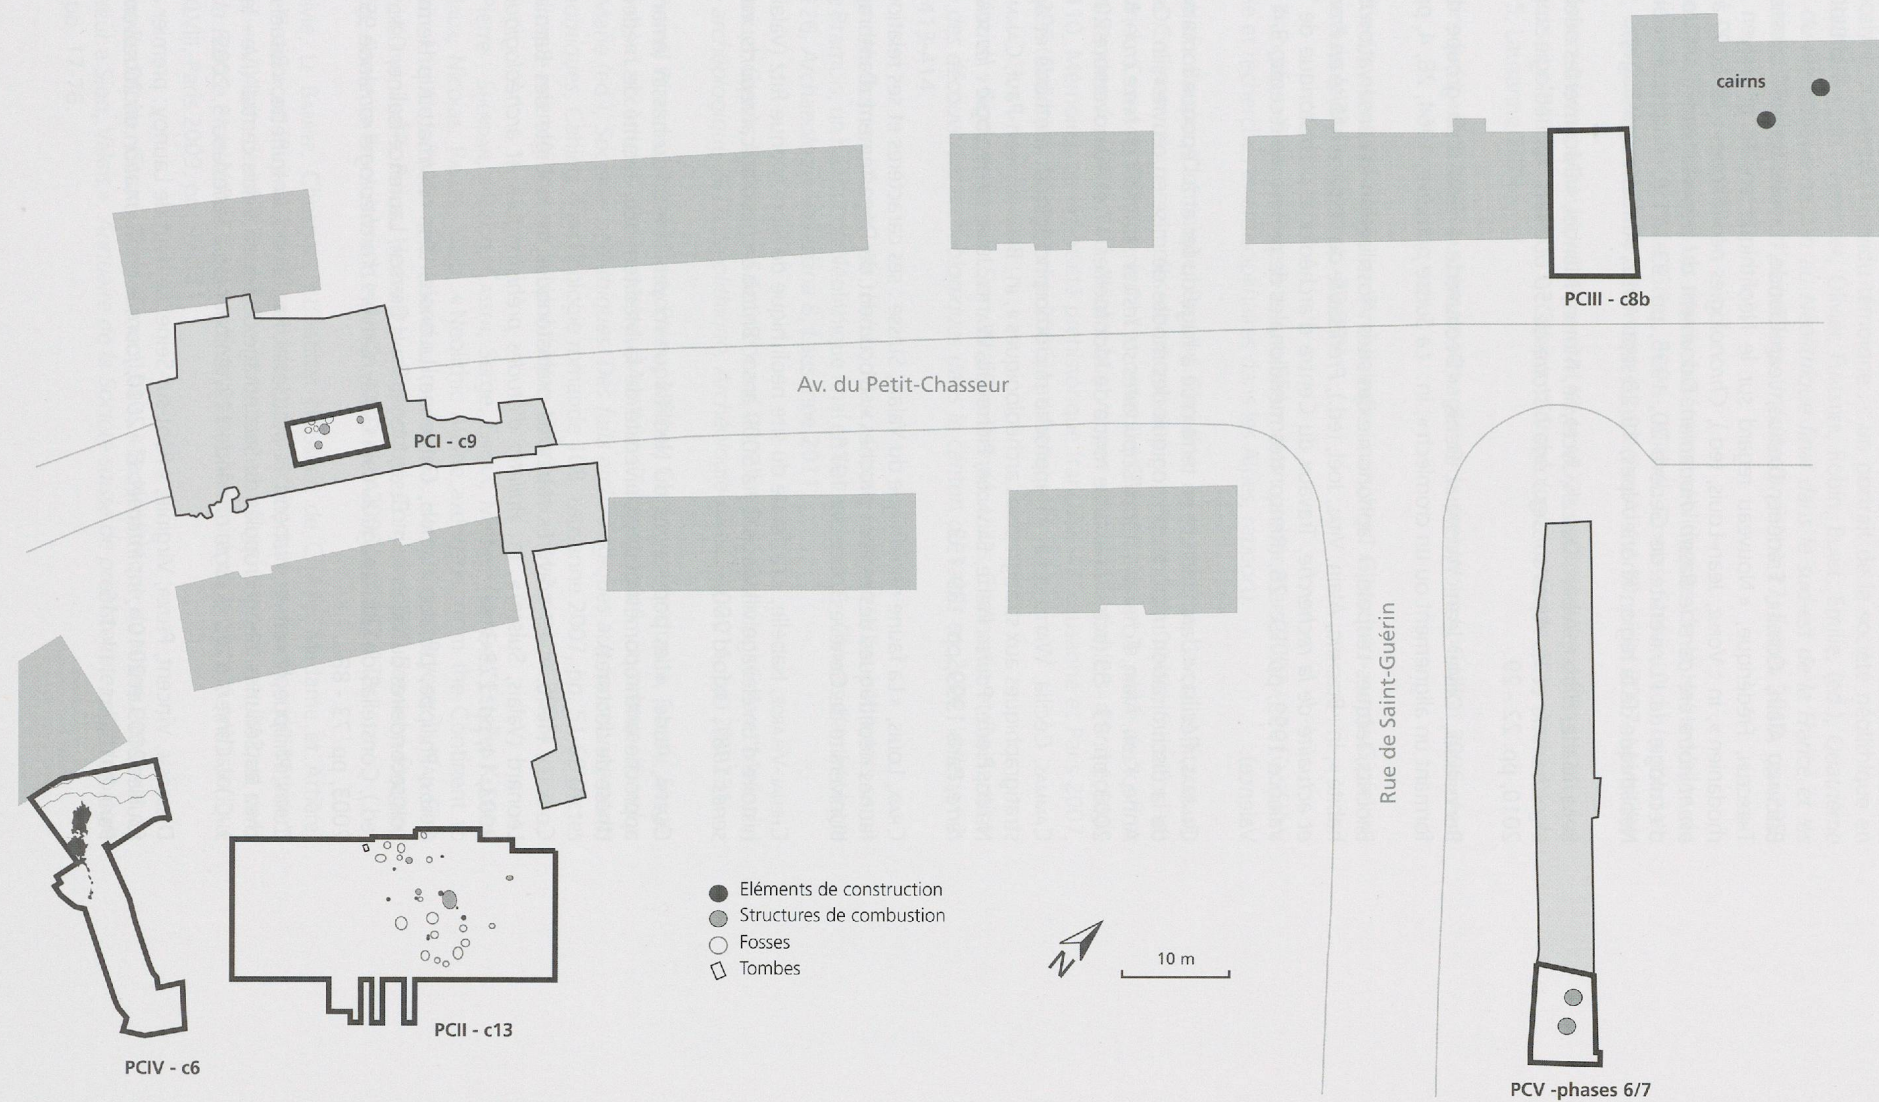 cairns
PCIII - c8b
Av. du Petit-Chasseur
PCI - c9
Rue de Saint-Guérin
Eléments de construction
Structures de combustion
Fosses
Tombes
N
10 m
PCII - c13
PCIV - c6
PCV -phases 6/7